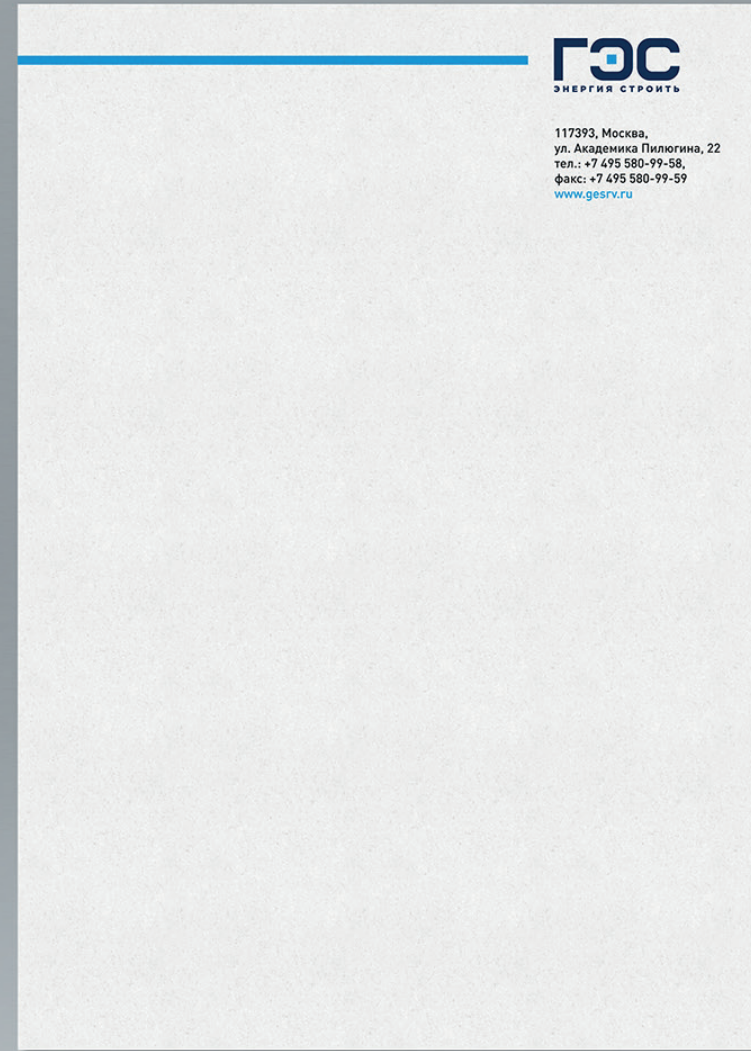 ГЭС
ЭНЕРГИЯ СТРОИТЬ
117393, Москва,
ул. Академика Пилюгина, 22
тел.: +7 495 580-99-58,
факс: +7 495 580-99-59
www.gesrv.ru